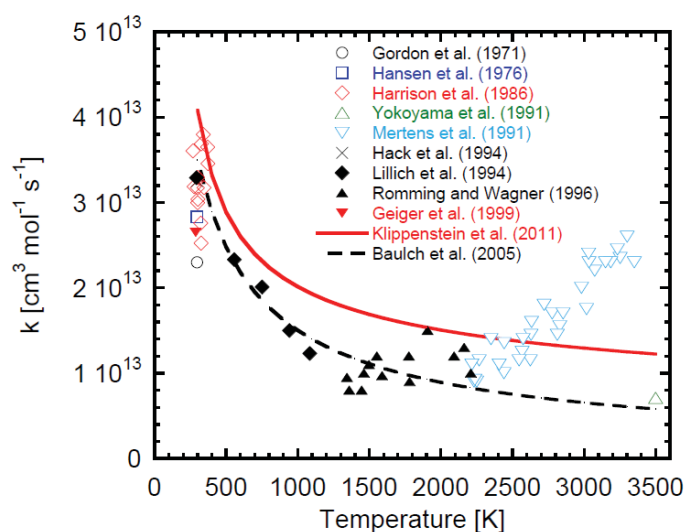 5 10¹³
4 10¹³
3 10¹³
2 10¹³
1 10¹³
0
k [cm³ mol⁻¹ s⁻¹]
Gordon et al. (1971)
Hansen et al. (1976)
Harrison et al. (1986)
Yokoyama et al. (1991)
Mertens et al. (1991)
Hack et al. (1994)
Lillich et al. (1994)
Romming and Wagner (1996)
Geiger et al. (1999)
Klippenstein et al. (2011)
Baulch et al. (2005)
0 500 1000 1500 2000 2500 3000 3500
Temperature [K]